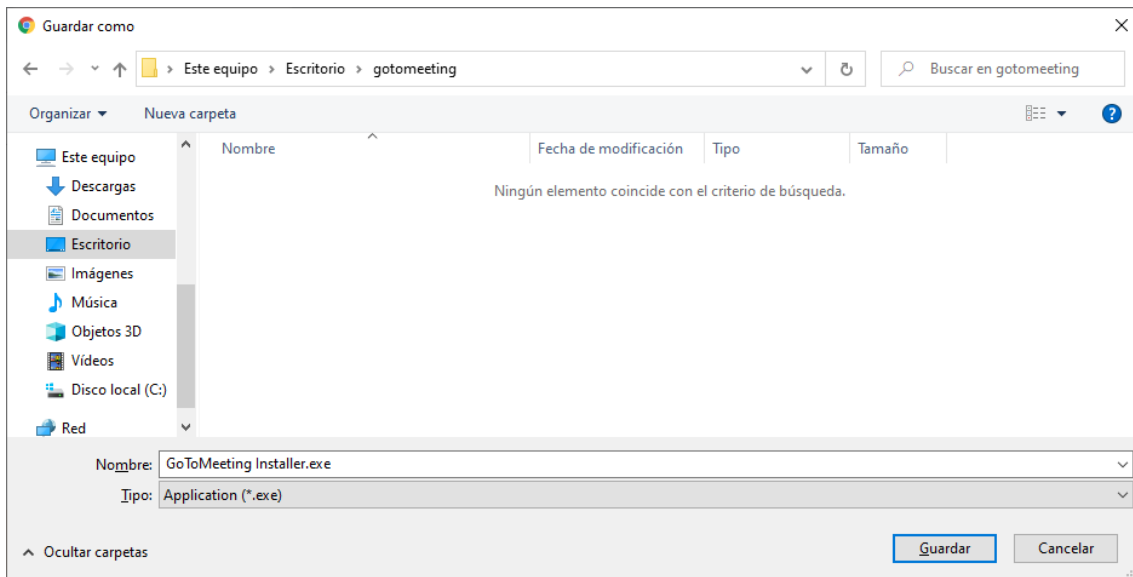 Guardar como
Este equipo > Escritorio > gotomeeting
Buscar en gotomeeting
Organizar
Nueva carpeta
Nombre
Fecha de modificación
Tipo
Tamaño
Ningún elemento coincide con el criterio de búsqueda.
Este equipo
Descargas
Documentos
Escritorio
Imágenes
Música
Objetos 3D
Vídeos
Disco local (C:)
Red
Nombre: GoToMeeting Installer.exe
Tipo: Application (*.exe)
Ocultar carpetas
Guardar
Cancelar